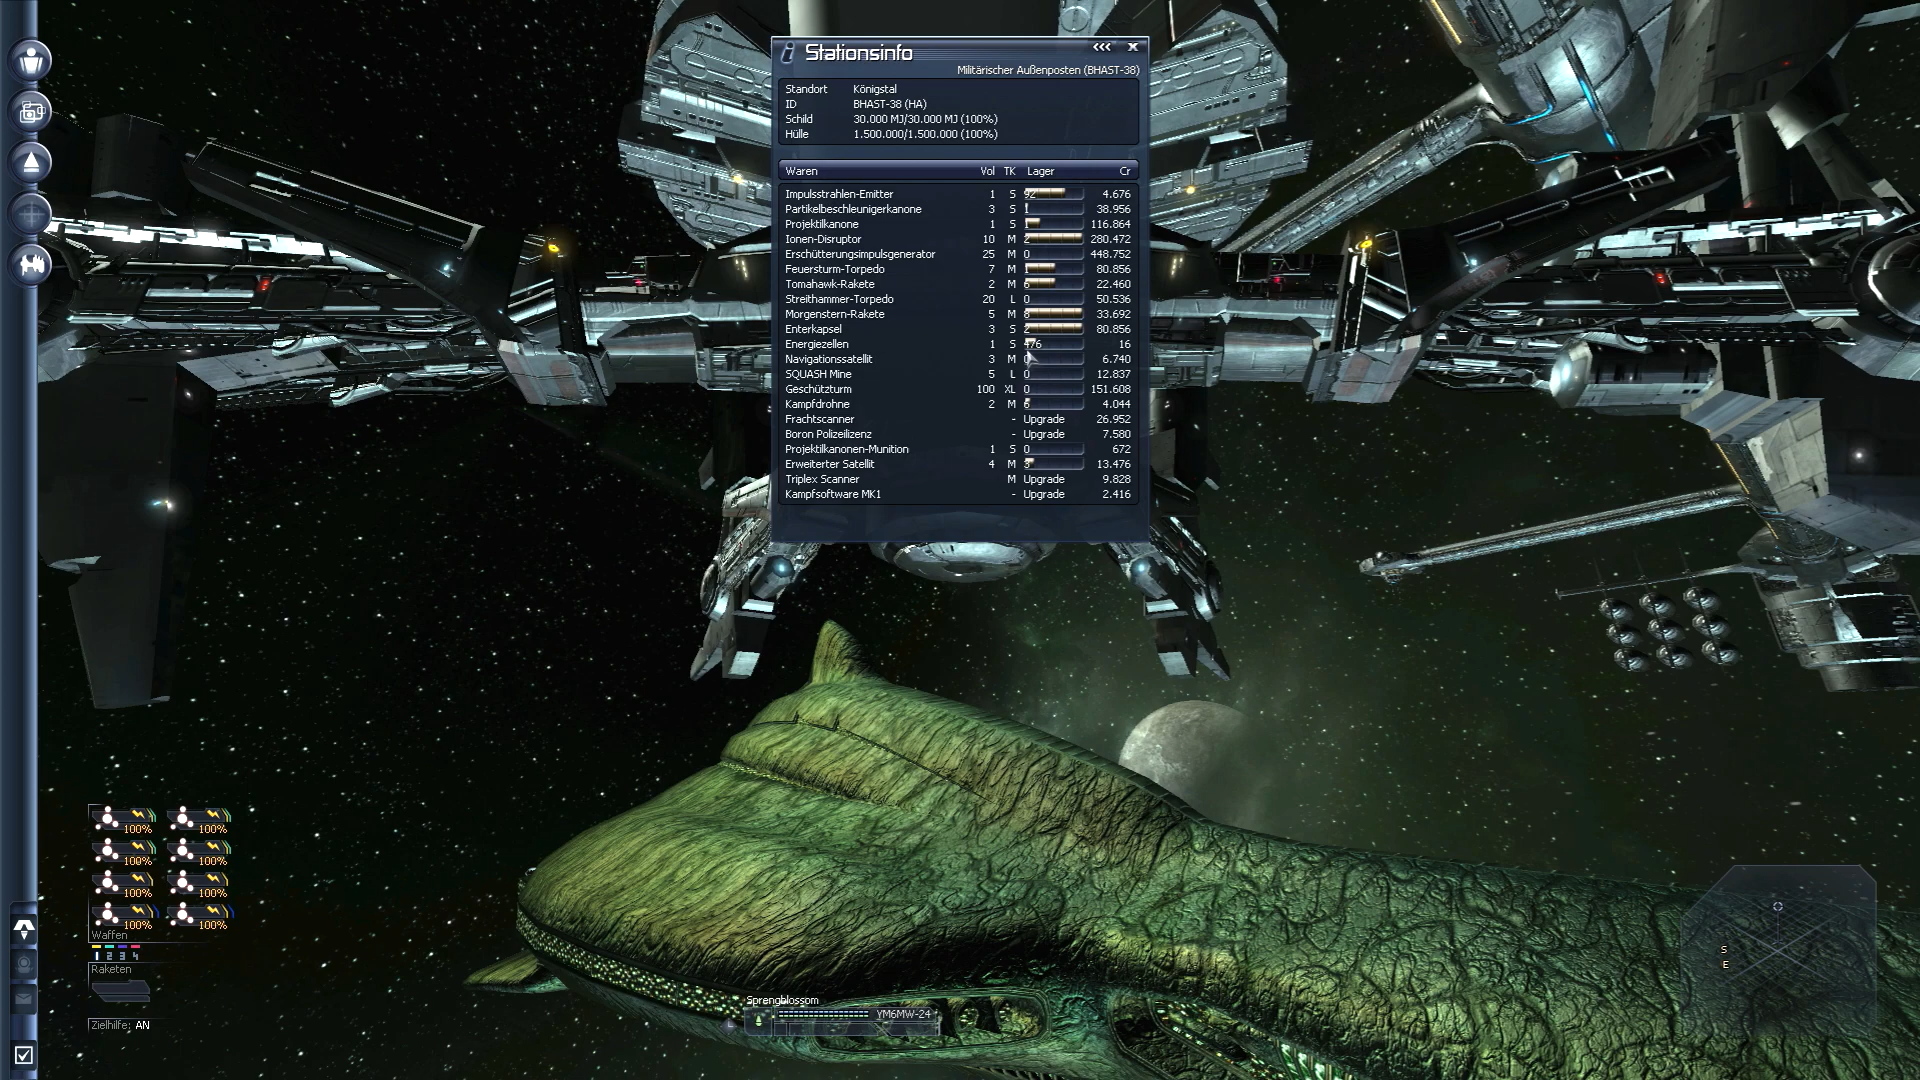 Stationsinfo
Militärischer Außenposten (BHAST-38)
Standort Königstal
ID BHAST-38 (HA)
Schild 30.000 MJ/30.000 MJ (100%)
Hülle 1.500.000/1.500.000 (100%)
Waren Vol TK Lager Cr
Impulsstrahlen-Emitter 1 S 92 4.676
Partikelbeschleunigerkanone 3 S 1 38.956
Projektilkanone 1 S 1 116.864
Ionen-Disruptor 10 M 2 280.472
Erschütterungsimpulsgenerator 25 M 0 448.752
Feuersturm-Torpedo 7 M 1 80.856
Tomahawk-Rakete 2 M 6 22.460
Streithammer-Torpedo 20 L 0 50.536
Morgenstern-Rakete 5 M 8 33.692
Enterkapsel 3 S 2 80.856
Energiezellen 1 S 476 16
Navigationssatellit 3 M 0 6.740
SQUASH Mine 5 L 0 12.837
Geschützturm 100 XL 0 151.608
Kampfdrohne 2 M 6 4.044
Frachtscanner - Upgrade 26.952
Boron Polizeilizenz - Upgrade 7.580
Projektilkanonen-Munition 1 S 0 672
Erweiterter Satellit 4 M 3 13.476
Triplex Scanner M Upgrade 9.828
Kampfsoftware MK1 - Upgrade 2.416
100% 100%
100% 100%
100% 100%
100% 100%
Waffen
1 2 3 4
Raketen
Zielhilfe: AN
Sprengblossom
YM6MW-24
S
E